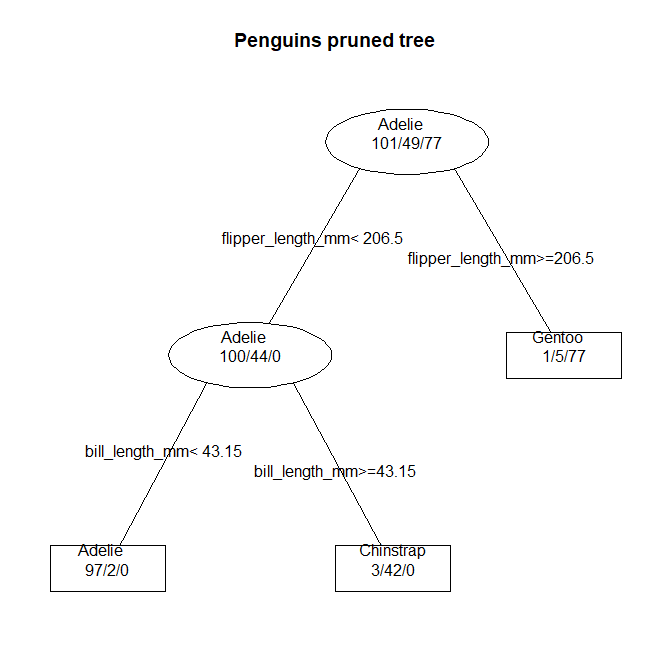 Penguins pruned tree
Adelie
101/49/77
flipper_length_mm< 206.5
flipper_length_mm>=206.5
Adelie
100/44/0
Gentoo
1/5/77
bill_length_mm< 43.15
bill_length_mm>=43.15
Adelie
97/2/0
Chinstrap
3/42/0